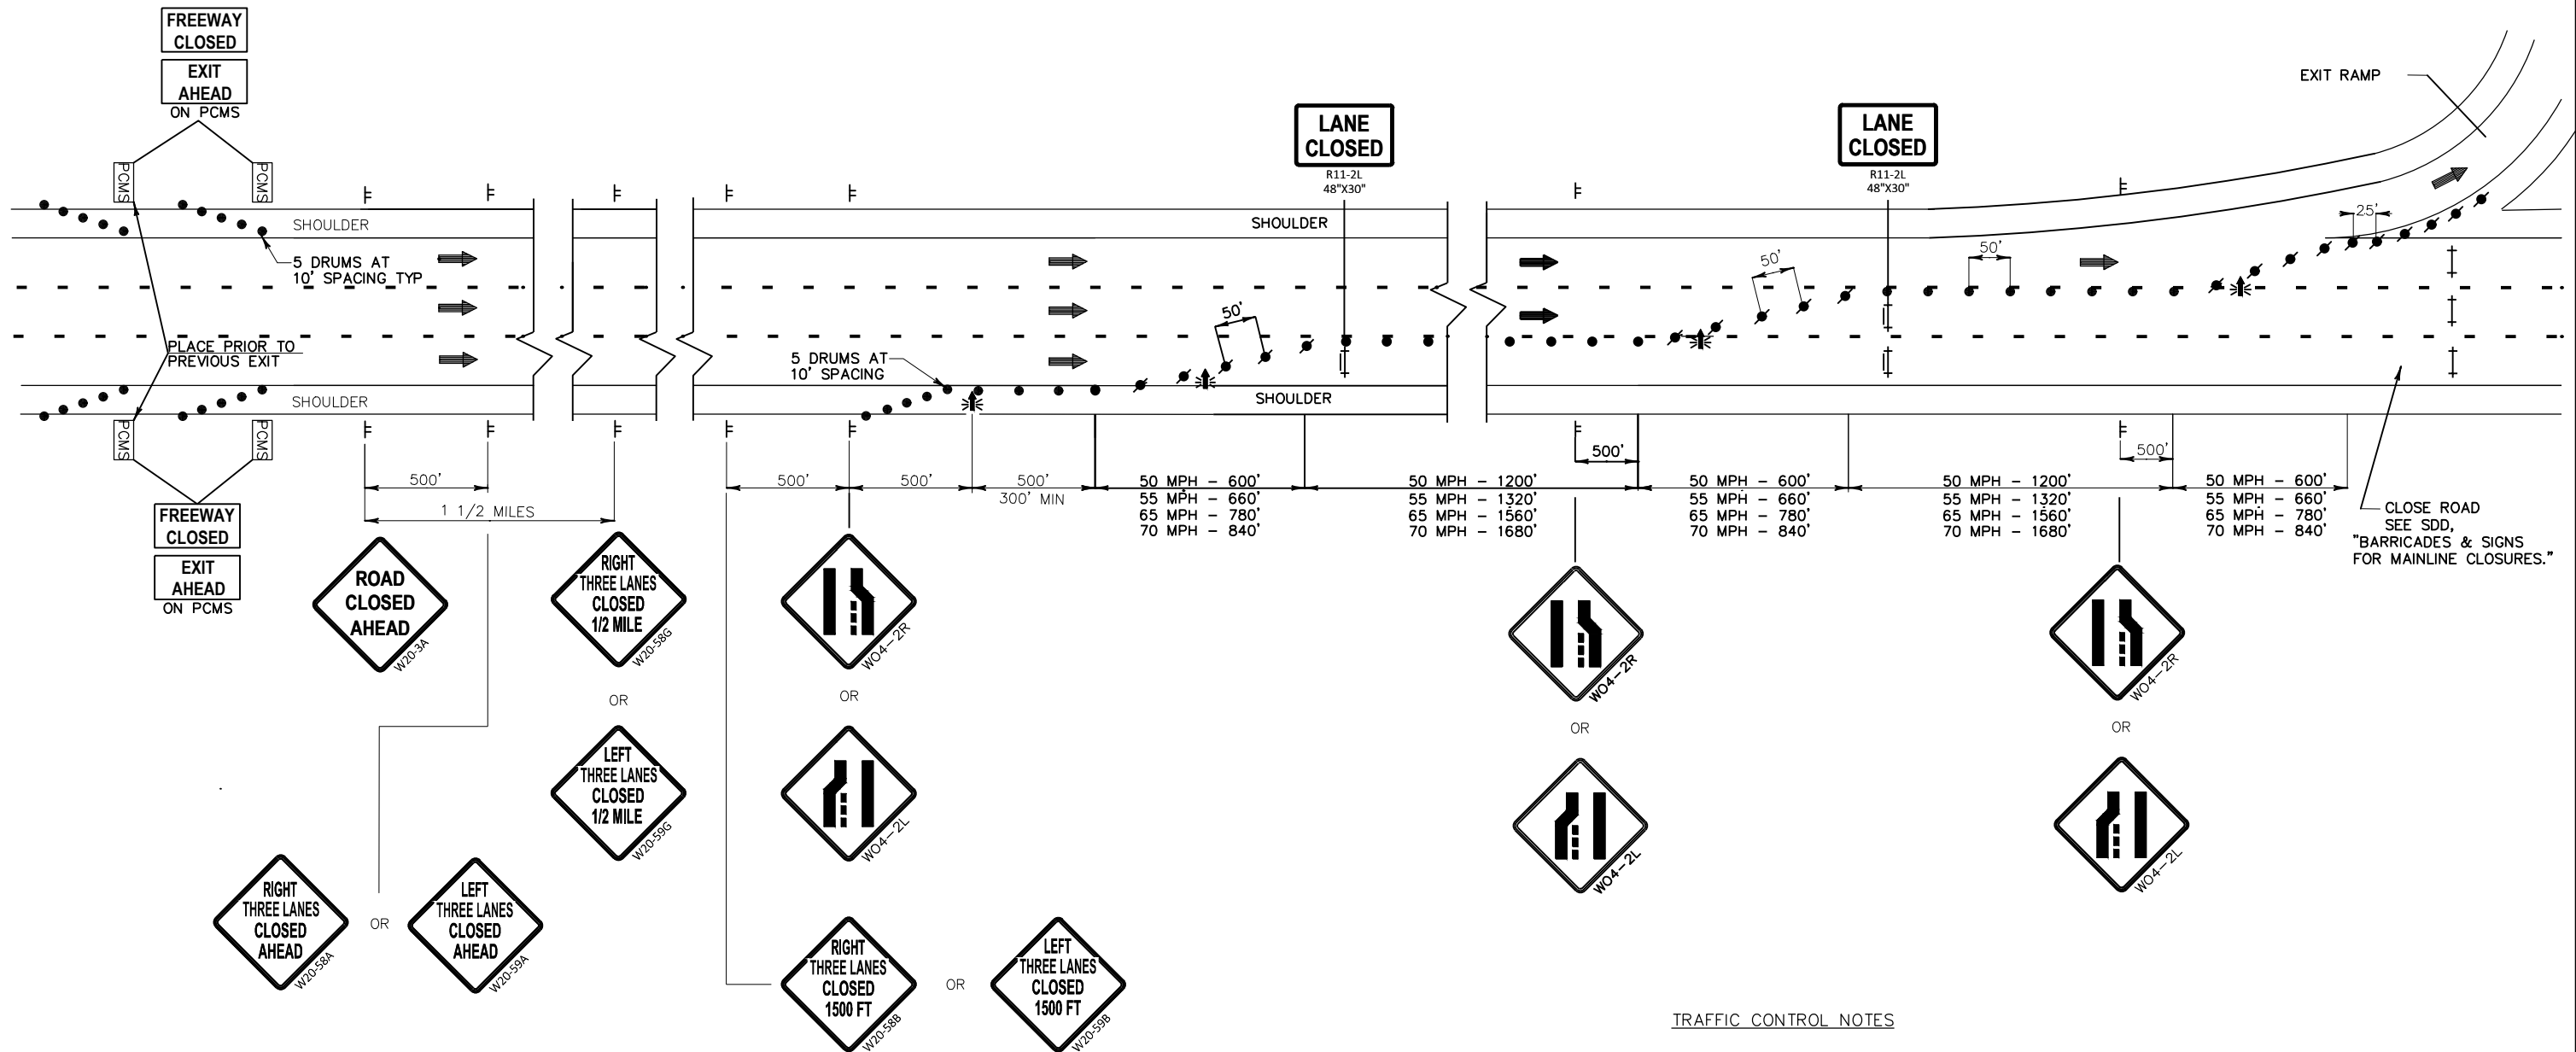 FREEWAY
CLOSED
EXIT
AHEAD
ON PCMS
PCMS
PCMS
SHOULDER
5 DRUMS AT
10' SPACING TYP
PLACE PRIOR TO
PREVIOUS EXIT
SHOULDER
PCMS
PCMS
FREEWAY
CLOSED
EXIT
AHEAD
ON PCMS
500'
1 1/2 MILES
ROAD
CLOSED
AHEAD
W20-3A
RIGHT
THREE LANES
CLOSED
1/2 MILE
W20-58G
OR
LEFT
THREE LANES
CLOSED
1/2 MILE
W20-59G
RIGHT
THREE LANES
CLOSED
AHEAD
W20-58A
OR
LEFT
THREE LANES
CLOSED
AHEAD
W20-59A
5 DRUMS AT
10' SPACING
500'
500'
500'
300' MIN
WO4-2R
OR
WO4-2L
RIGHT
THREE LANES
CLOSED
1500 FT
W20-58B
OR
LEFT
THREE LANES
CLOSED
1500 FT
W20-59B
LANE
CLOSED
R11-2L
48"X30"
SHOULDER
50'
SHOULDER
50 MPH - 600'
55 MPH - 660'
65 MPH - 780'
70 MPH - 840'
50 MPH - 1200'
55 MPH - 1320'
65 MPH - 1560'
70 MPH - 1680'
500'
WO4-2R
OR
WO4-2L
LANE
CLOSED
R11-2L
48"X30"
50'
50'
50 MPH - 600'
55 MPH - 660'
65 MPH - 780'
70 MPH - 840'
50 MPH - 1200'
55 MPH - 1320'
65 MPH - 1560'
70 MPH - 1680'
500'
WO4-2R
OR
WO4-2L
50 MPH - 600'
55 MPH - 660'
65 MPH - 780'
70 MPH - 840'
EXIT RAMP
25'
CLOSE ROAD
SEE SDD,
"BARRICADES & SIGNS
FOR MAINLINE CLOSURES."
TRAFFIC CONTROL NOTES